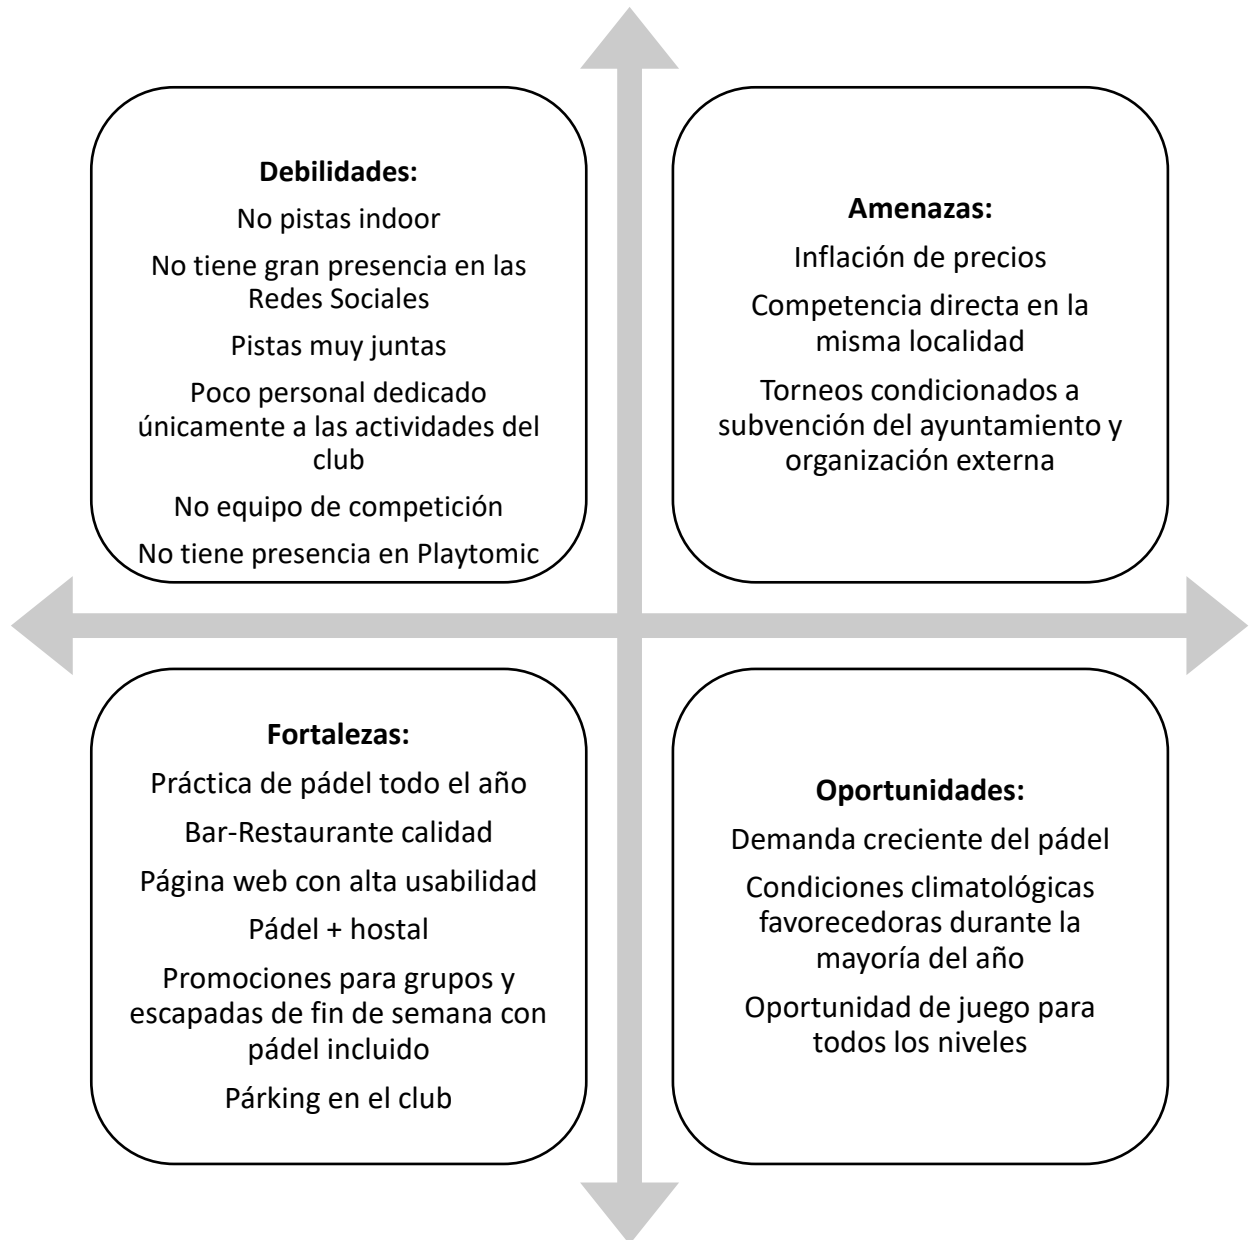 Debilidades:
No pistas indoor
No tiene gran presencia en las
Redes Sociales
Pistas muy juntas
Poco personal dedicado
únicamente a las actividades del
club
No equipo de competición
No tiene presencia en Playtomic
Amenazas:
Inflación de precios
Competencia directa en la
misma localidad
Torneos condicionados a
subvención del ayuntamiento y
organización externa
Fortalezas:
Práctica de pádel todo el año
Bar-Restaurante calidad
Página web con alta usabilidad
Pádel + hostal
Promociones para grupos y
escapadas de fin de semana con
pádel incluido
Párking en el club
Oportunidades:
Demanda creciente del pádel
Condiciones climatológicas
favorecedoras durante la
mayoría del año
Oportunidad de juego para
todos los niveles